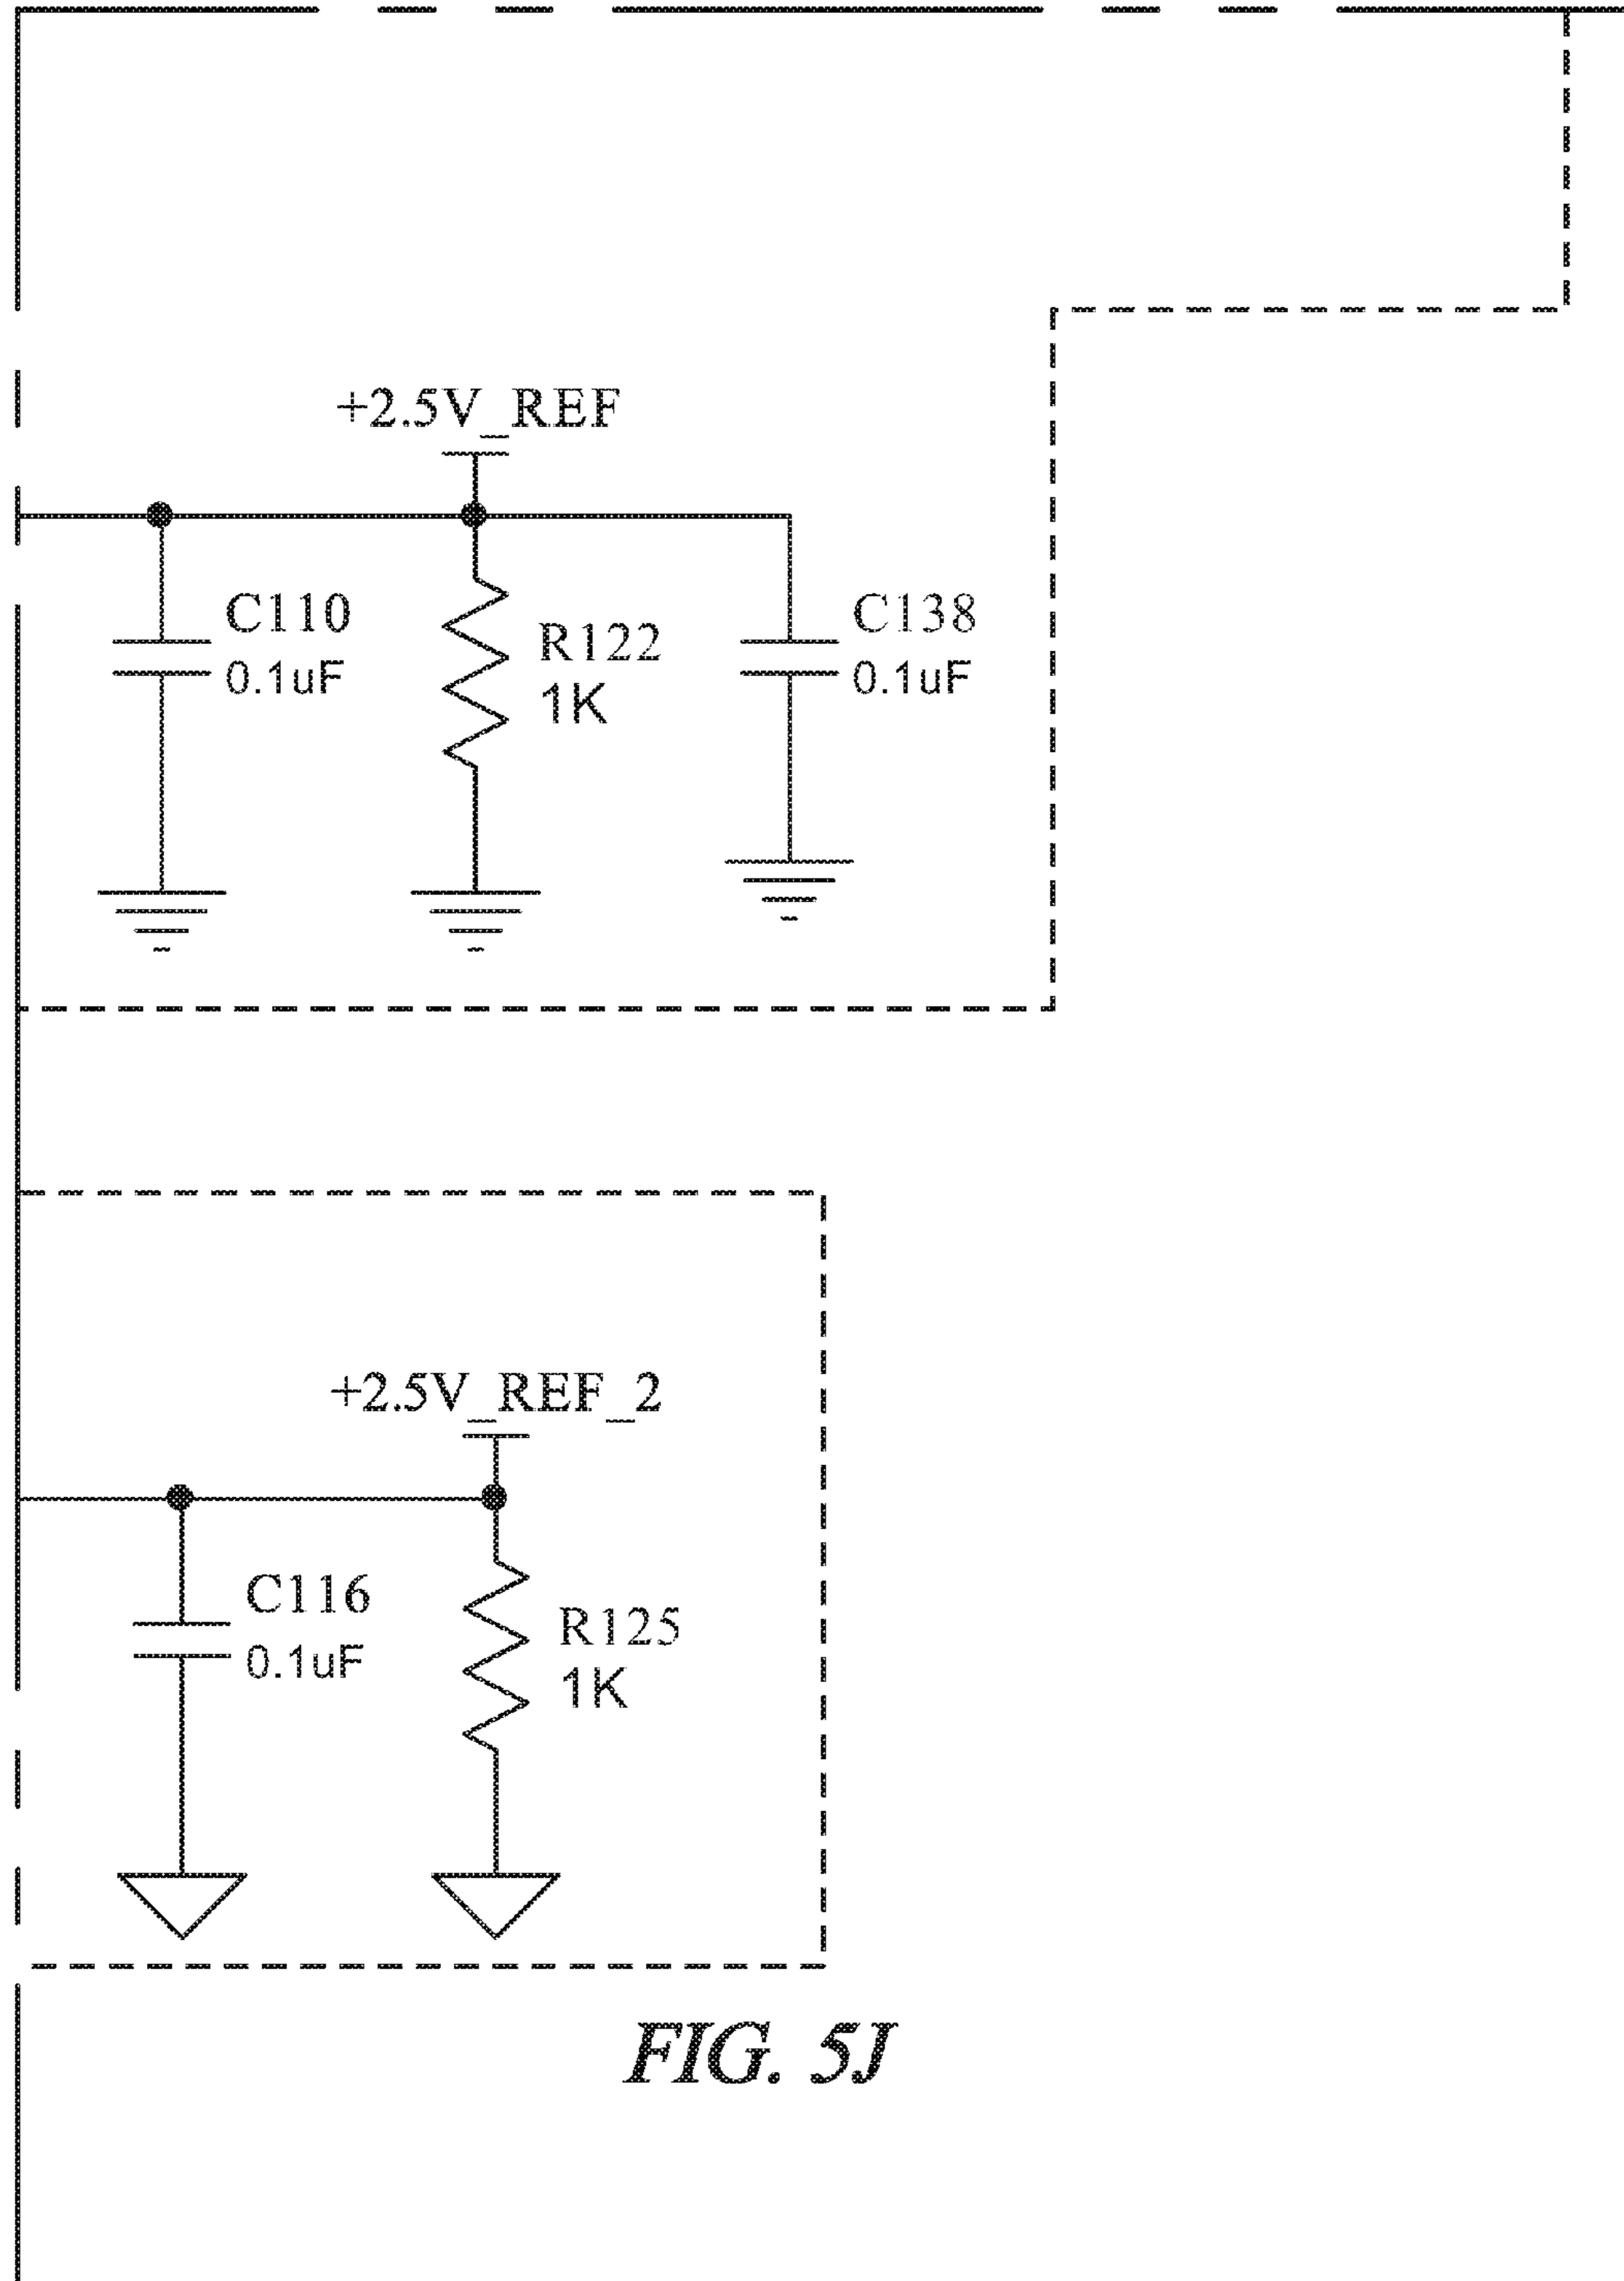 +2.5V_REF
C110
0.1uF
R122
1K
C138
0.1uF
+2.5V_REF_2
C116
0.1uF
R125
1K
FIG. 5J